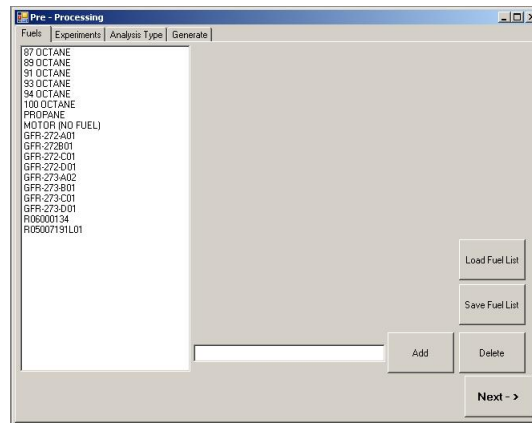 Pre - Processing
Fuels Experiments Analysis Type Generate
87 OCTANE
89 OCTANE
91 OCTANE
93 OCTANE
94 OCTANE
100 OCTANE
PROPANE
MOTOR (NO FUEL)
GFR-272-A01
GFR-272B01
GFR-272-C01
GFR-272-D01
GFR-273-A02
GFR-273-B01
GFR-273-C01
GFR-273-D01
R06000134
R05007191L01
Load Fuel List
Save Fuel List
Add Delete
Next - >